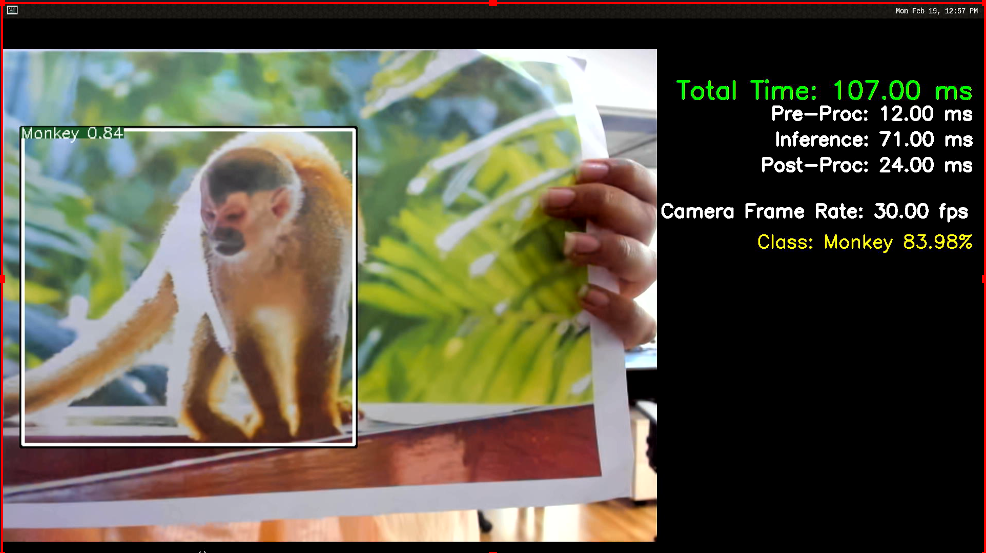 Mon Feb 19, 12:57 PM
Total Time: 107.00 ms
Pre-Proc: 12.00 ms
Inference: 71.00 ms
Post-Proc: 24.00 ms
Camera Frame Rate: 30.00 fps
Class: Monkey 83.98%
Monkey 0.84